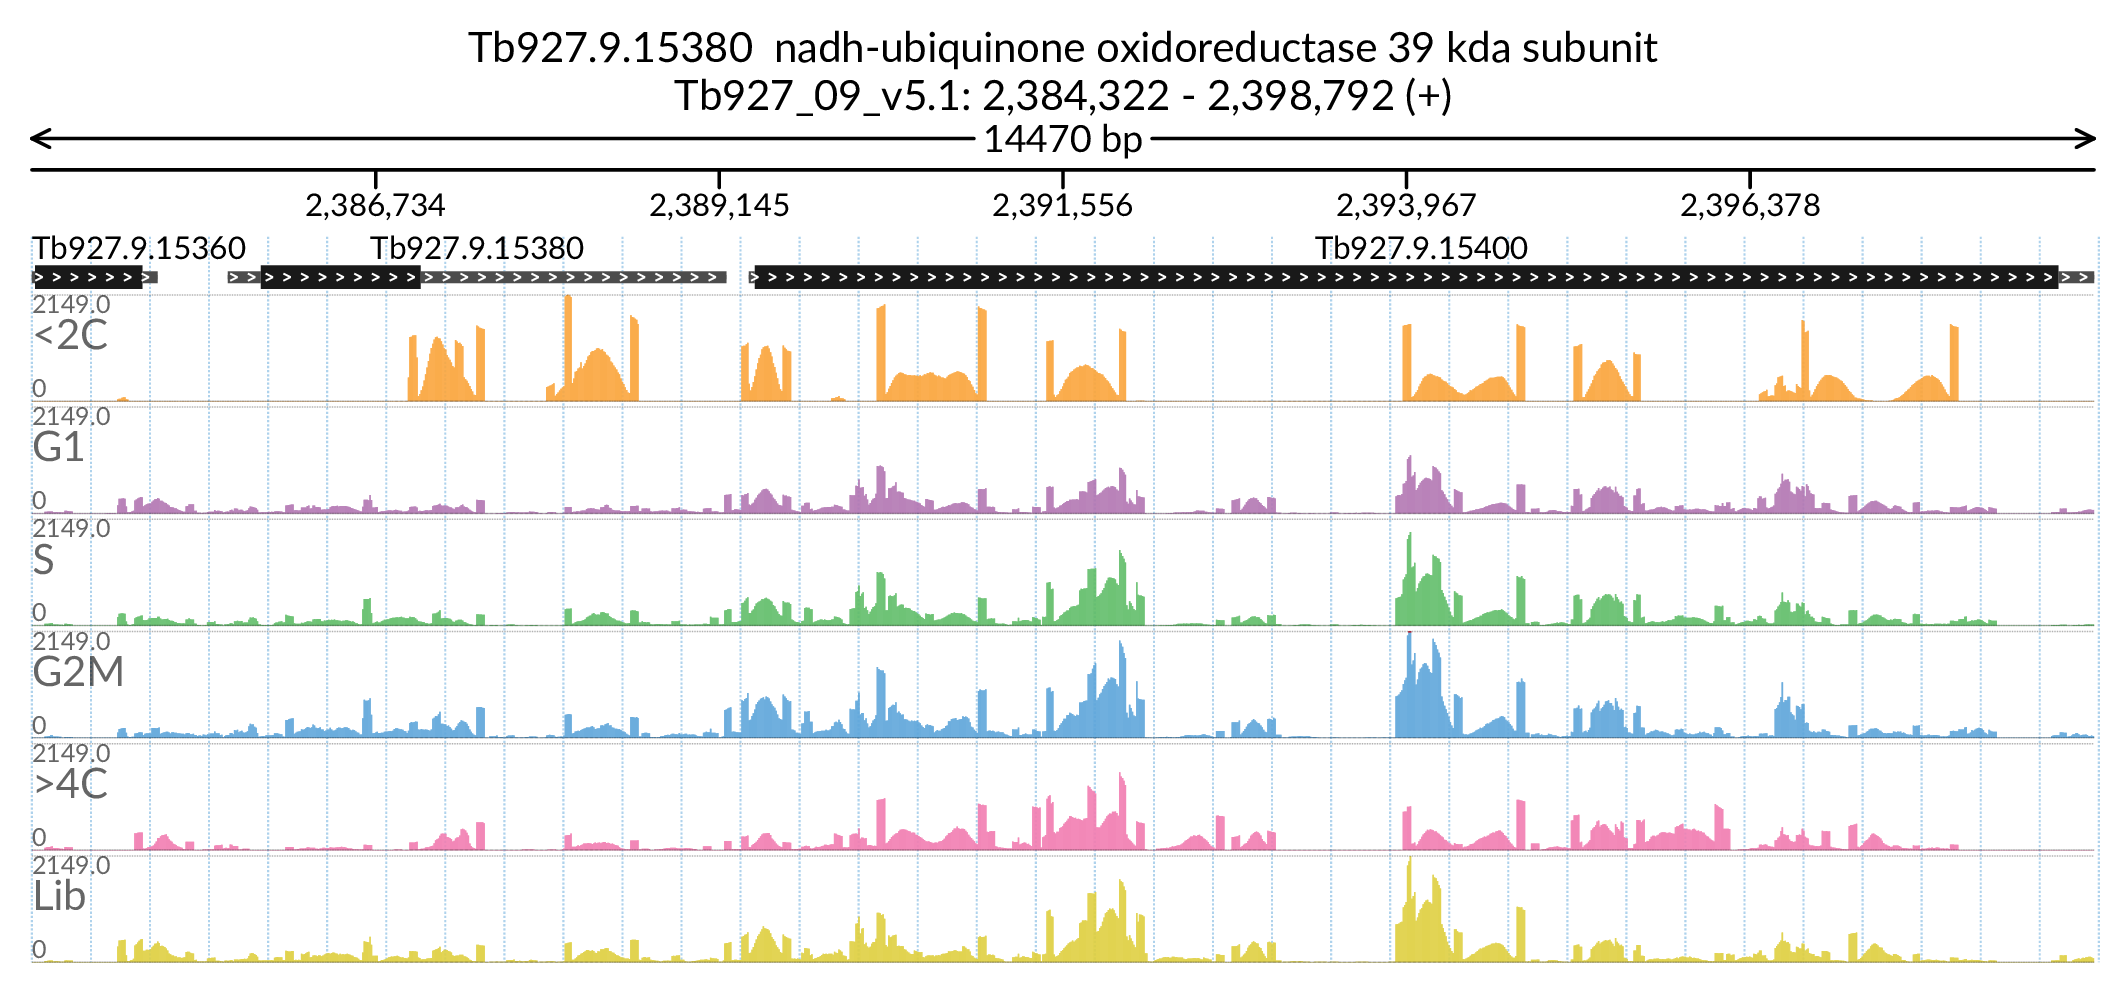 Tb927.9.15380  nadh-ubiquinone oxidoreductase 39 kda subunit
Tb927_09_v5.1: 2,384,322 - 2,398,792 (+)
14470 bp
2,386,734 2,389,145 2,391,556 2,393,967 2,396,378
Tb927.9.15360 Tb927.9.15380 Tb927.9.15400
2149.0
<2C
0
2149.0
G1
0
2149.0
S
0
2149.0
G2M
0
2149.0
>4C
0
2149.0
Lib
0